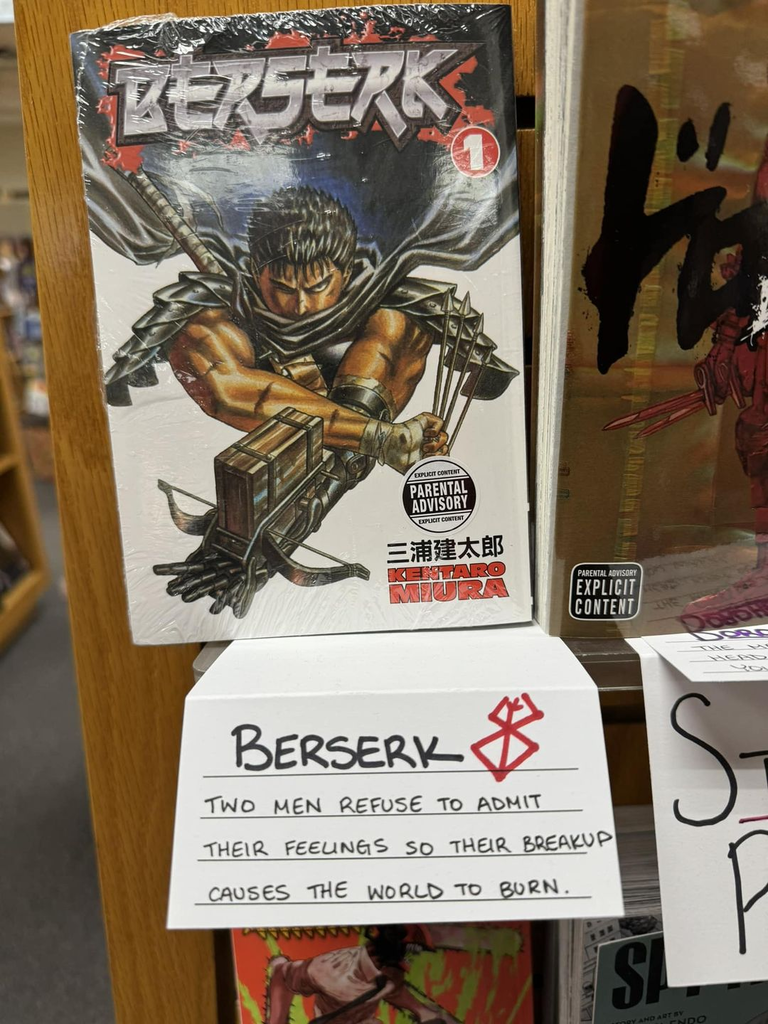 BERSERK
1
EXPLICIT CONTENT
PARENTAL
ADVISORY
EXPLICIT CONTENT
三浦建太郎
KENTARO
MIURA
ド
PARENTAL ADVISORY
EXPLICIT
CONTENT
BERSERK
TWO MEN REFUSE TO ADMIT
THEIR FEELINGS SO THEIR BREAKUP
CAUSES THE WORLD TO BURN.